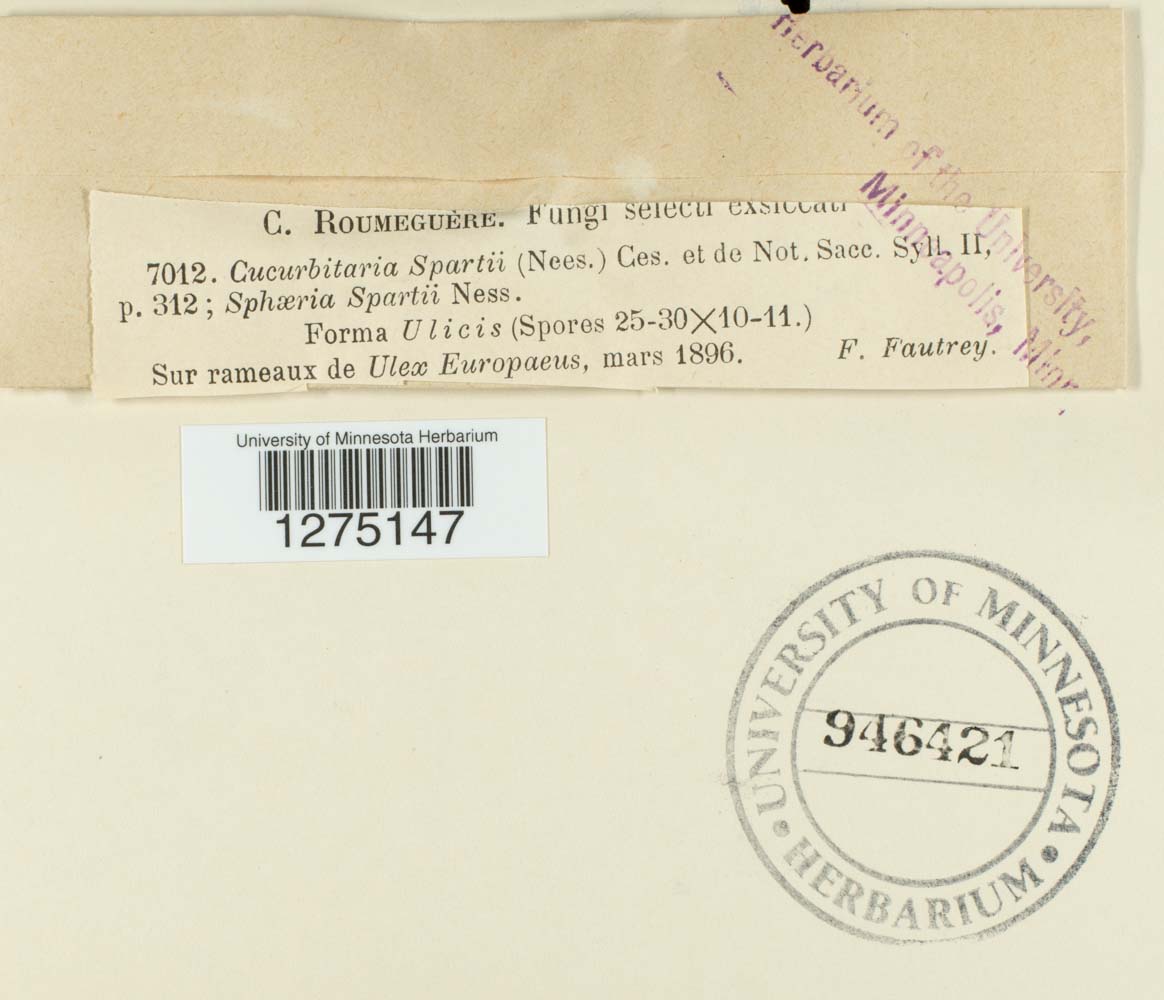 Herbarium of the University,
Minneapolis, Minn.
C. ROUMEGUÈRE. Fungi selecti exsiccati
7012. Cucurbitaria Spartii (Nees.) Ces. et de Not. Sacc. Syll. II,
p. 312 ; Sphæria Spartii Ness.
Forma Ulicis (Spores 25-30×10-11.)
Sur rameaux de Ulex Europaeus, mars 1896. F. Fautrey.
University of Minnesota Herbarium
1275147
UNIVERSITY OF MINNESOTA
946421
• HERBARIUM •